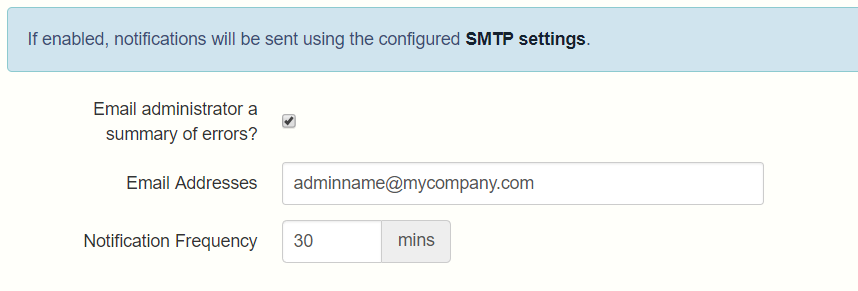 If enabled, notifications will be sent using the configured SMTP settings.
Email administrator a
summary of errors?
Email Addresses adminname@mycompany.com
Notification Frequency 30 mins